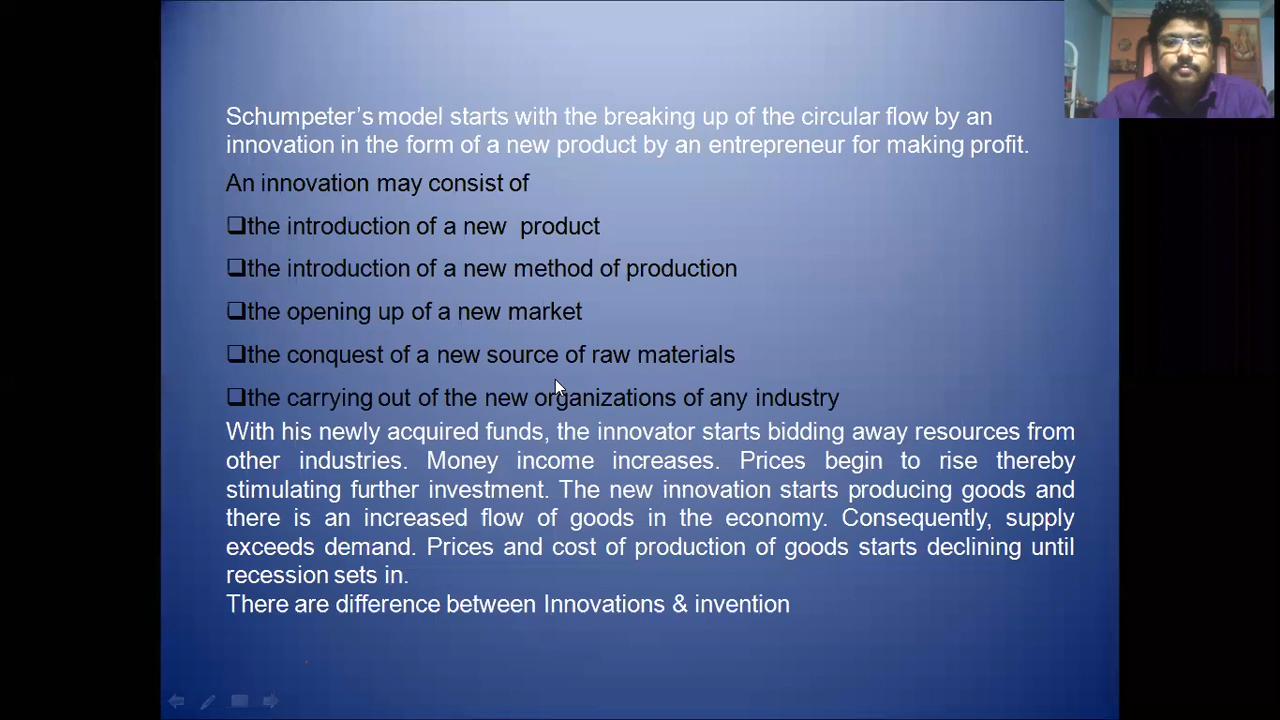 Schumpeter's model starts with the breaking up of the circular flow by an
innovation in the form of a new product by an entrepreneur for making profit.
An innovation may consist of
❑the introduction of a new product
❑the introduction of a new method of production
❑the opening up of a new market
❑the conquest of a new source of raw materials
❑the carrying out of the new organizations of any industry
With his newly acquired funds, the innovator starts bidding away resources from
other industries. Money income increases. Prices begin to rise thereby
stimulating further investment. The new innovation starts producing goods and
there is an increased flow of goods in the economy. Consequently, supply
exceeds demand. Prices and cost of production of goods starts declining until
recession sets in.
There are difference between Innovations & invention